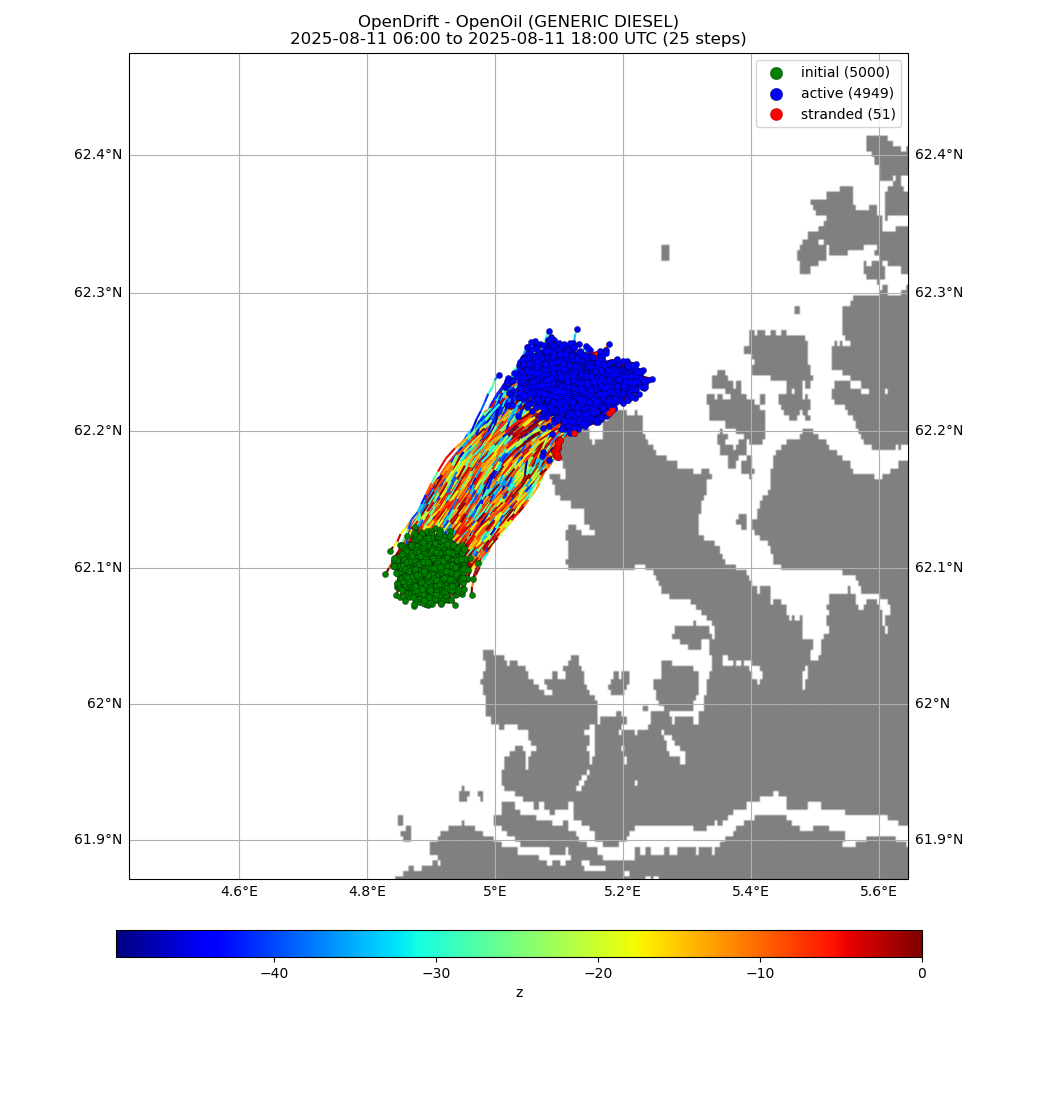 OpenDrift - OpenOil (GENERIC DIESEL)
2025-08-11 06:00 to 2025-08-11 18:00 UTC (25 steps)
initial (5000)
active (4949)
stranded (51)
62.4°N 62.4°N
62.3°N 62.3°N
62.2°N 62.2°N
62.1°N 62.1°N
62°N 62°N
61.9°N 61.9°N
4.6°E 4.8°E 5°E 5.2°E 5.4°E 5.6°E
−40 −30 −20 −10 0
z